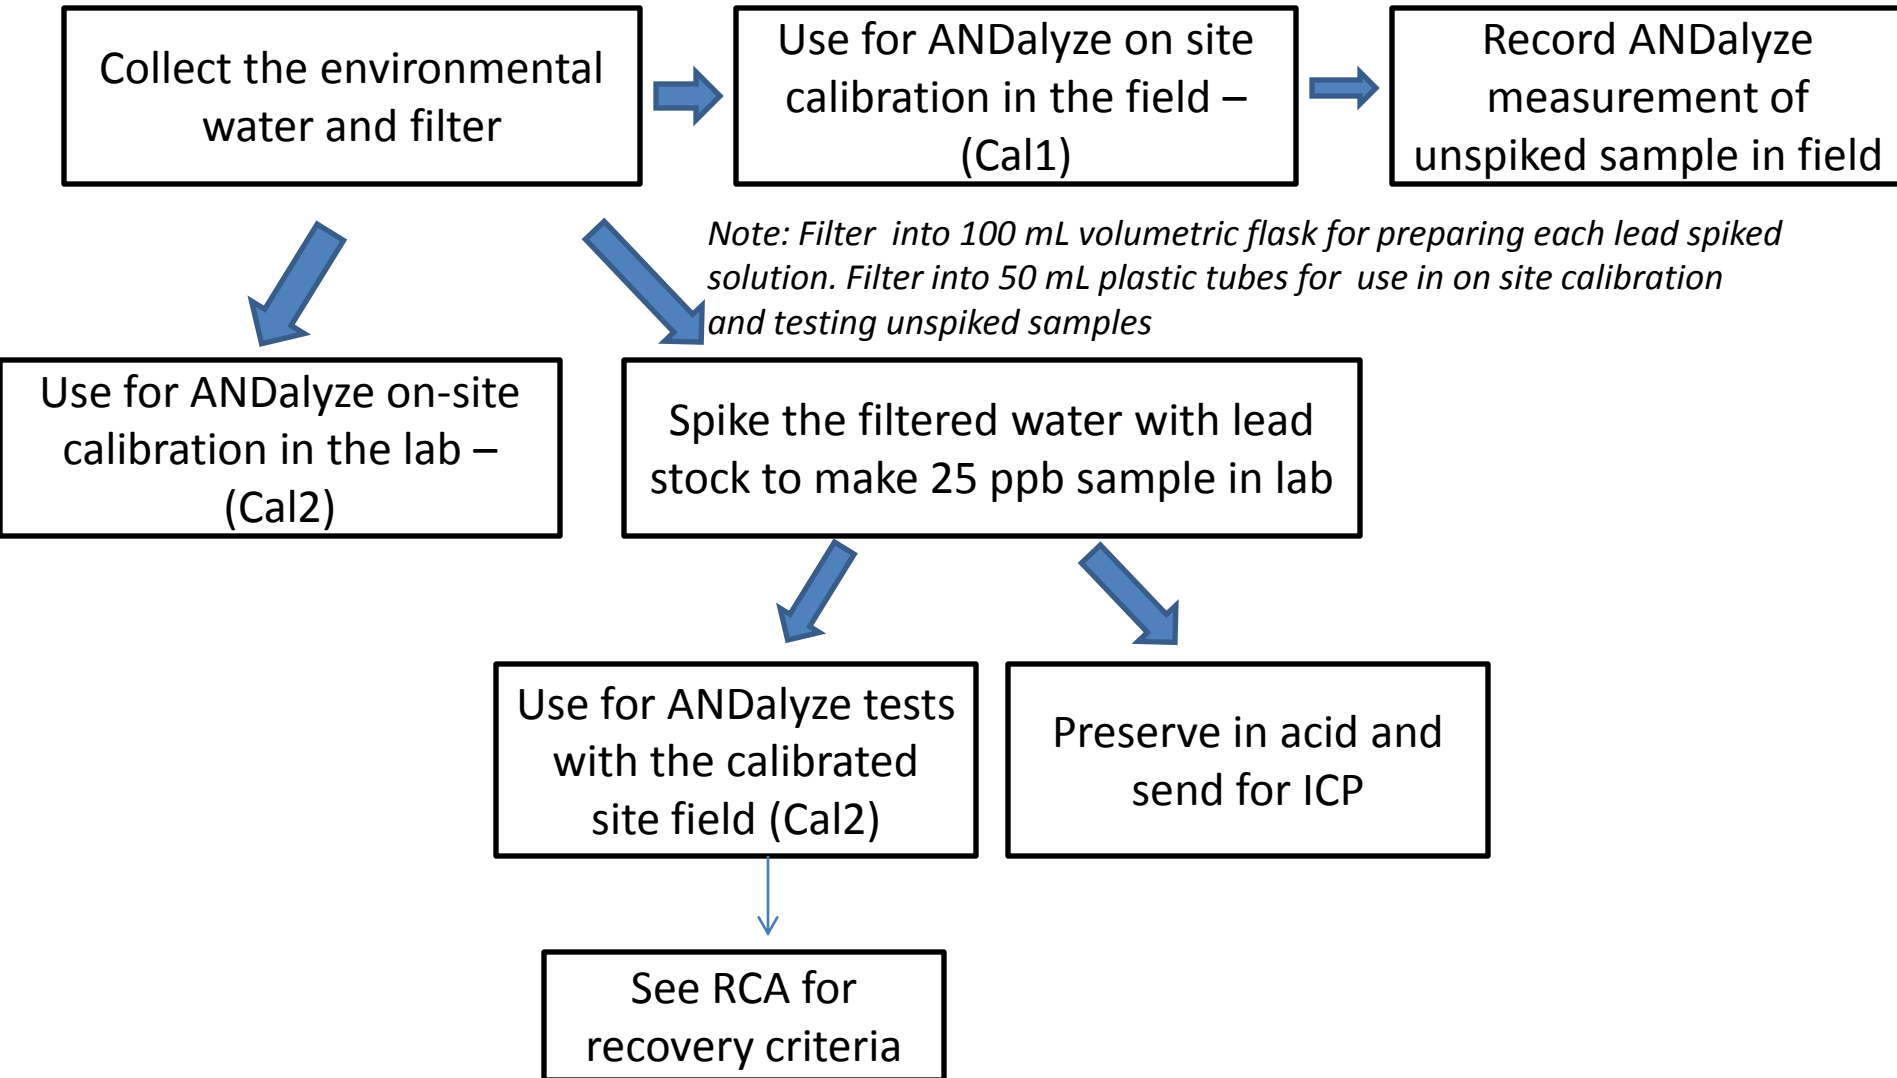 Collect the environmental
water and filter
Use for ANDalyze on site
calibration in the field –
(Cal1)
Record ANDalyze
measurement of
unspiked sample in field
Note: Filter  into 100 mL volumetric flask for preparing each lead spiked
solution. Filter into 50 mL plastic tubes for  use in on site calibration
and testing unspiked samples
Use for ANDalyze on-site
calibration in the lab –
(Cal2)
Spike the filtered water with lead
stock to make 25 ppb sample in lab
Use for ANDalyze tests
with the calibrated
site field (Cal2)
Preserve in acid and
send for ICP
See RCA for
recovery criteria